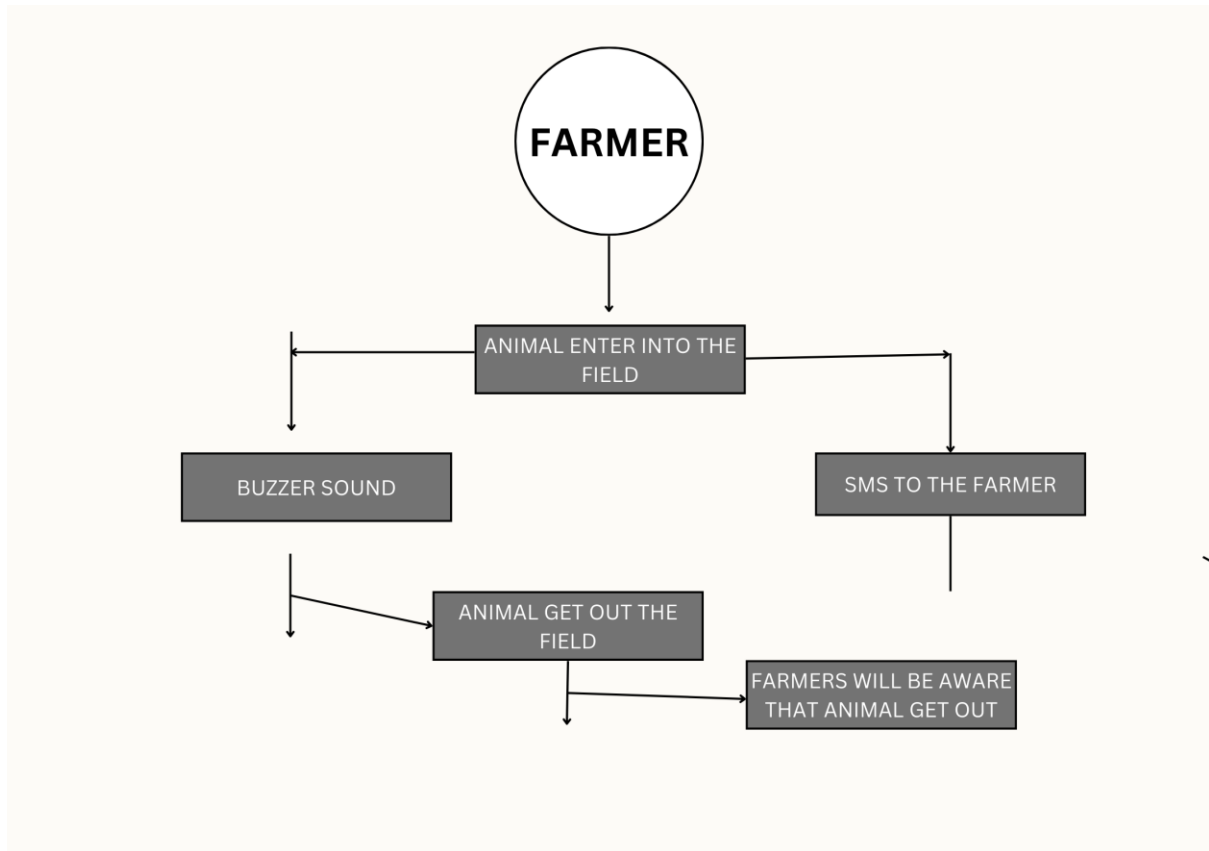 FARMER
ANIMAL ENTER INTO THE
FIELD
BUZZER SOUND
SMS TO THE FARMER
ANIMAL GET OUT THE
FIELD
FARMERS WILL BE AWARE
THAT ANIMAL GET OUT